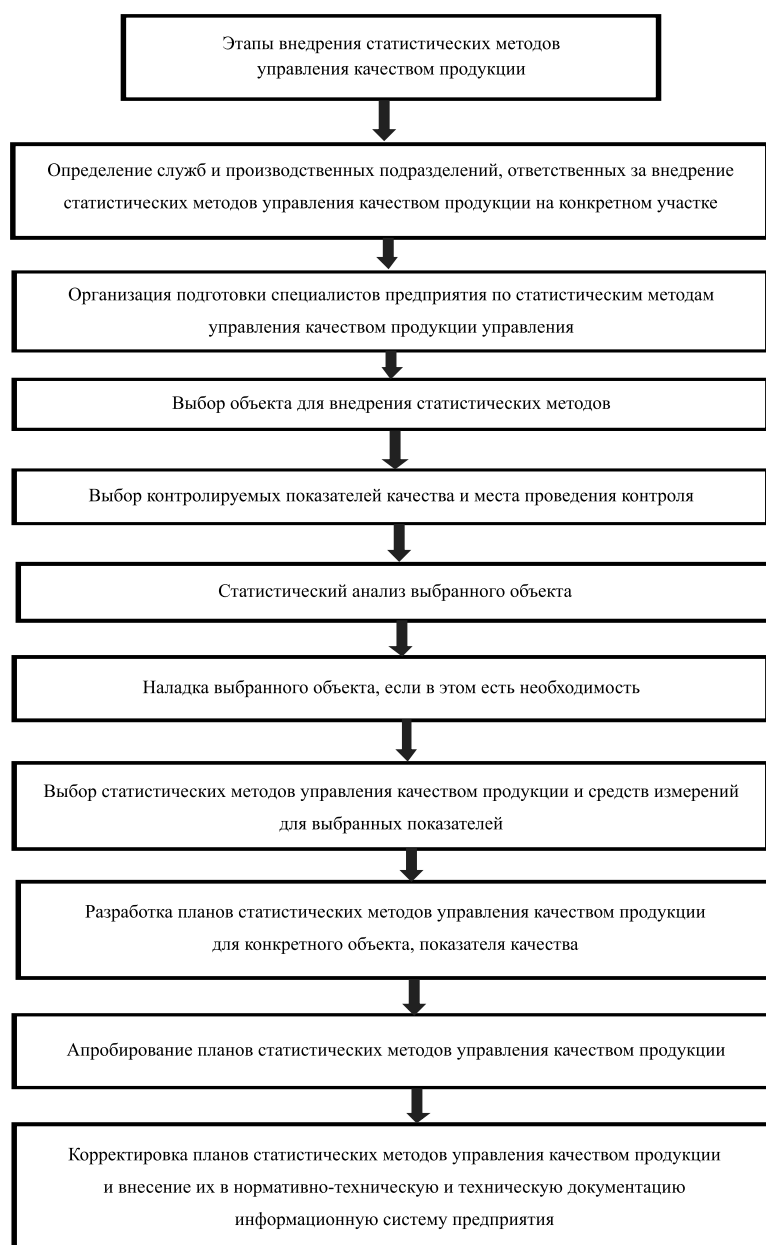 Этапы внедрения статистических методов
управления качеством продукции
Определение служб и производственных подразделений, ответственных за внедрение
статистических методов управления качеством продукции на конкретном участке
Организация подготовки специалистов предприятия по статистическим методам
управления качеством продукции управления
Выбор объекта для внедрения статистических методов
Выбор контролируемых показателей качества и места проведения контроля
Статистический анализ выбранного объекта
Наладка выбранного объекта, если в этом есть необходимость
Выбор статистических методов управления качеством продукции и средств измерений
для выбранных показателей
Разработка планов статистических методов управления качеством продукции
для конкретного объекта, показателя качества
Апробирование планов статистических методов управления качеством продукции
Корректировка планов статистических методов управления качеством продукции
и внесение их в нормативно-техническую и техническую документацию
информационную систему предприятия